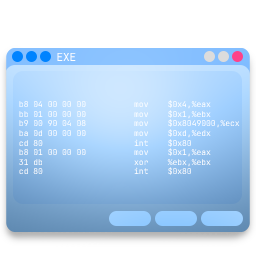 EXE
b8 04 00 00 00 mov $0x4,%eax
bb 01 00 00 00 mov $0x1,%ebx
b9 00 90 04 08 mov $0x8049000,%ecx
ba 0d 00 00 00 mov $0xd,%edx
cd 80 int $0x80
b8 01 00 00 00 mov $0x1,%eax
31 db xor %ebx,%ebx
cd 80 int $0x80